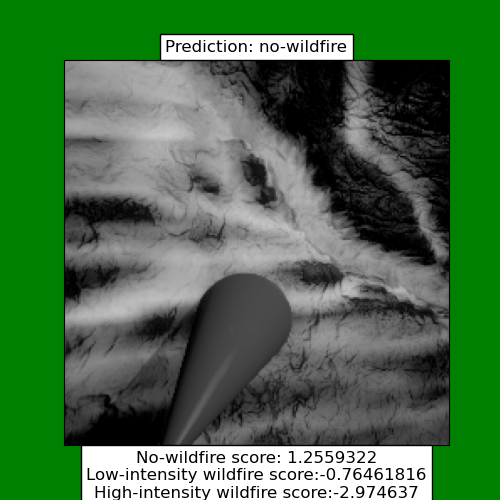 Prediction: no-wildfire
No-wildfire score: 1.2559322
Low-intensity wildfire score:-0.76461816
High-intensity wildfire score:-2.974637